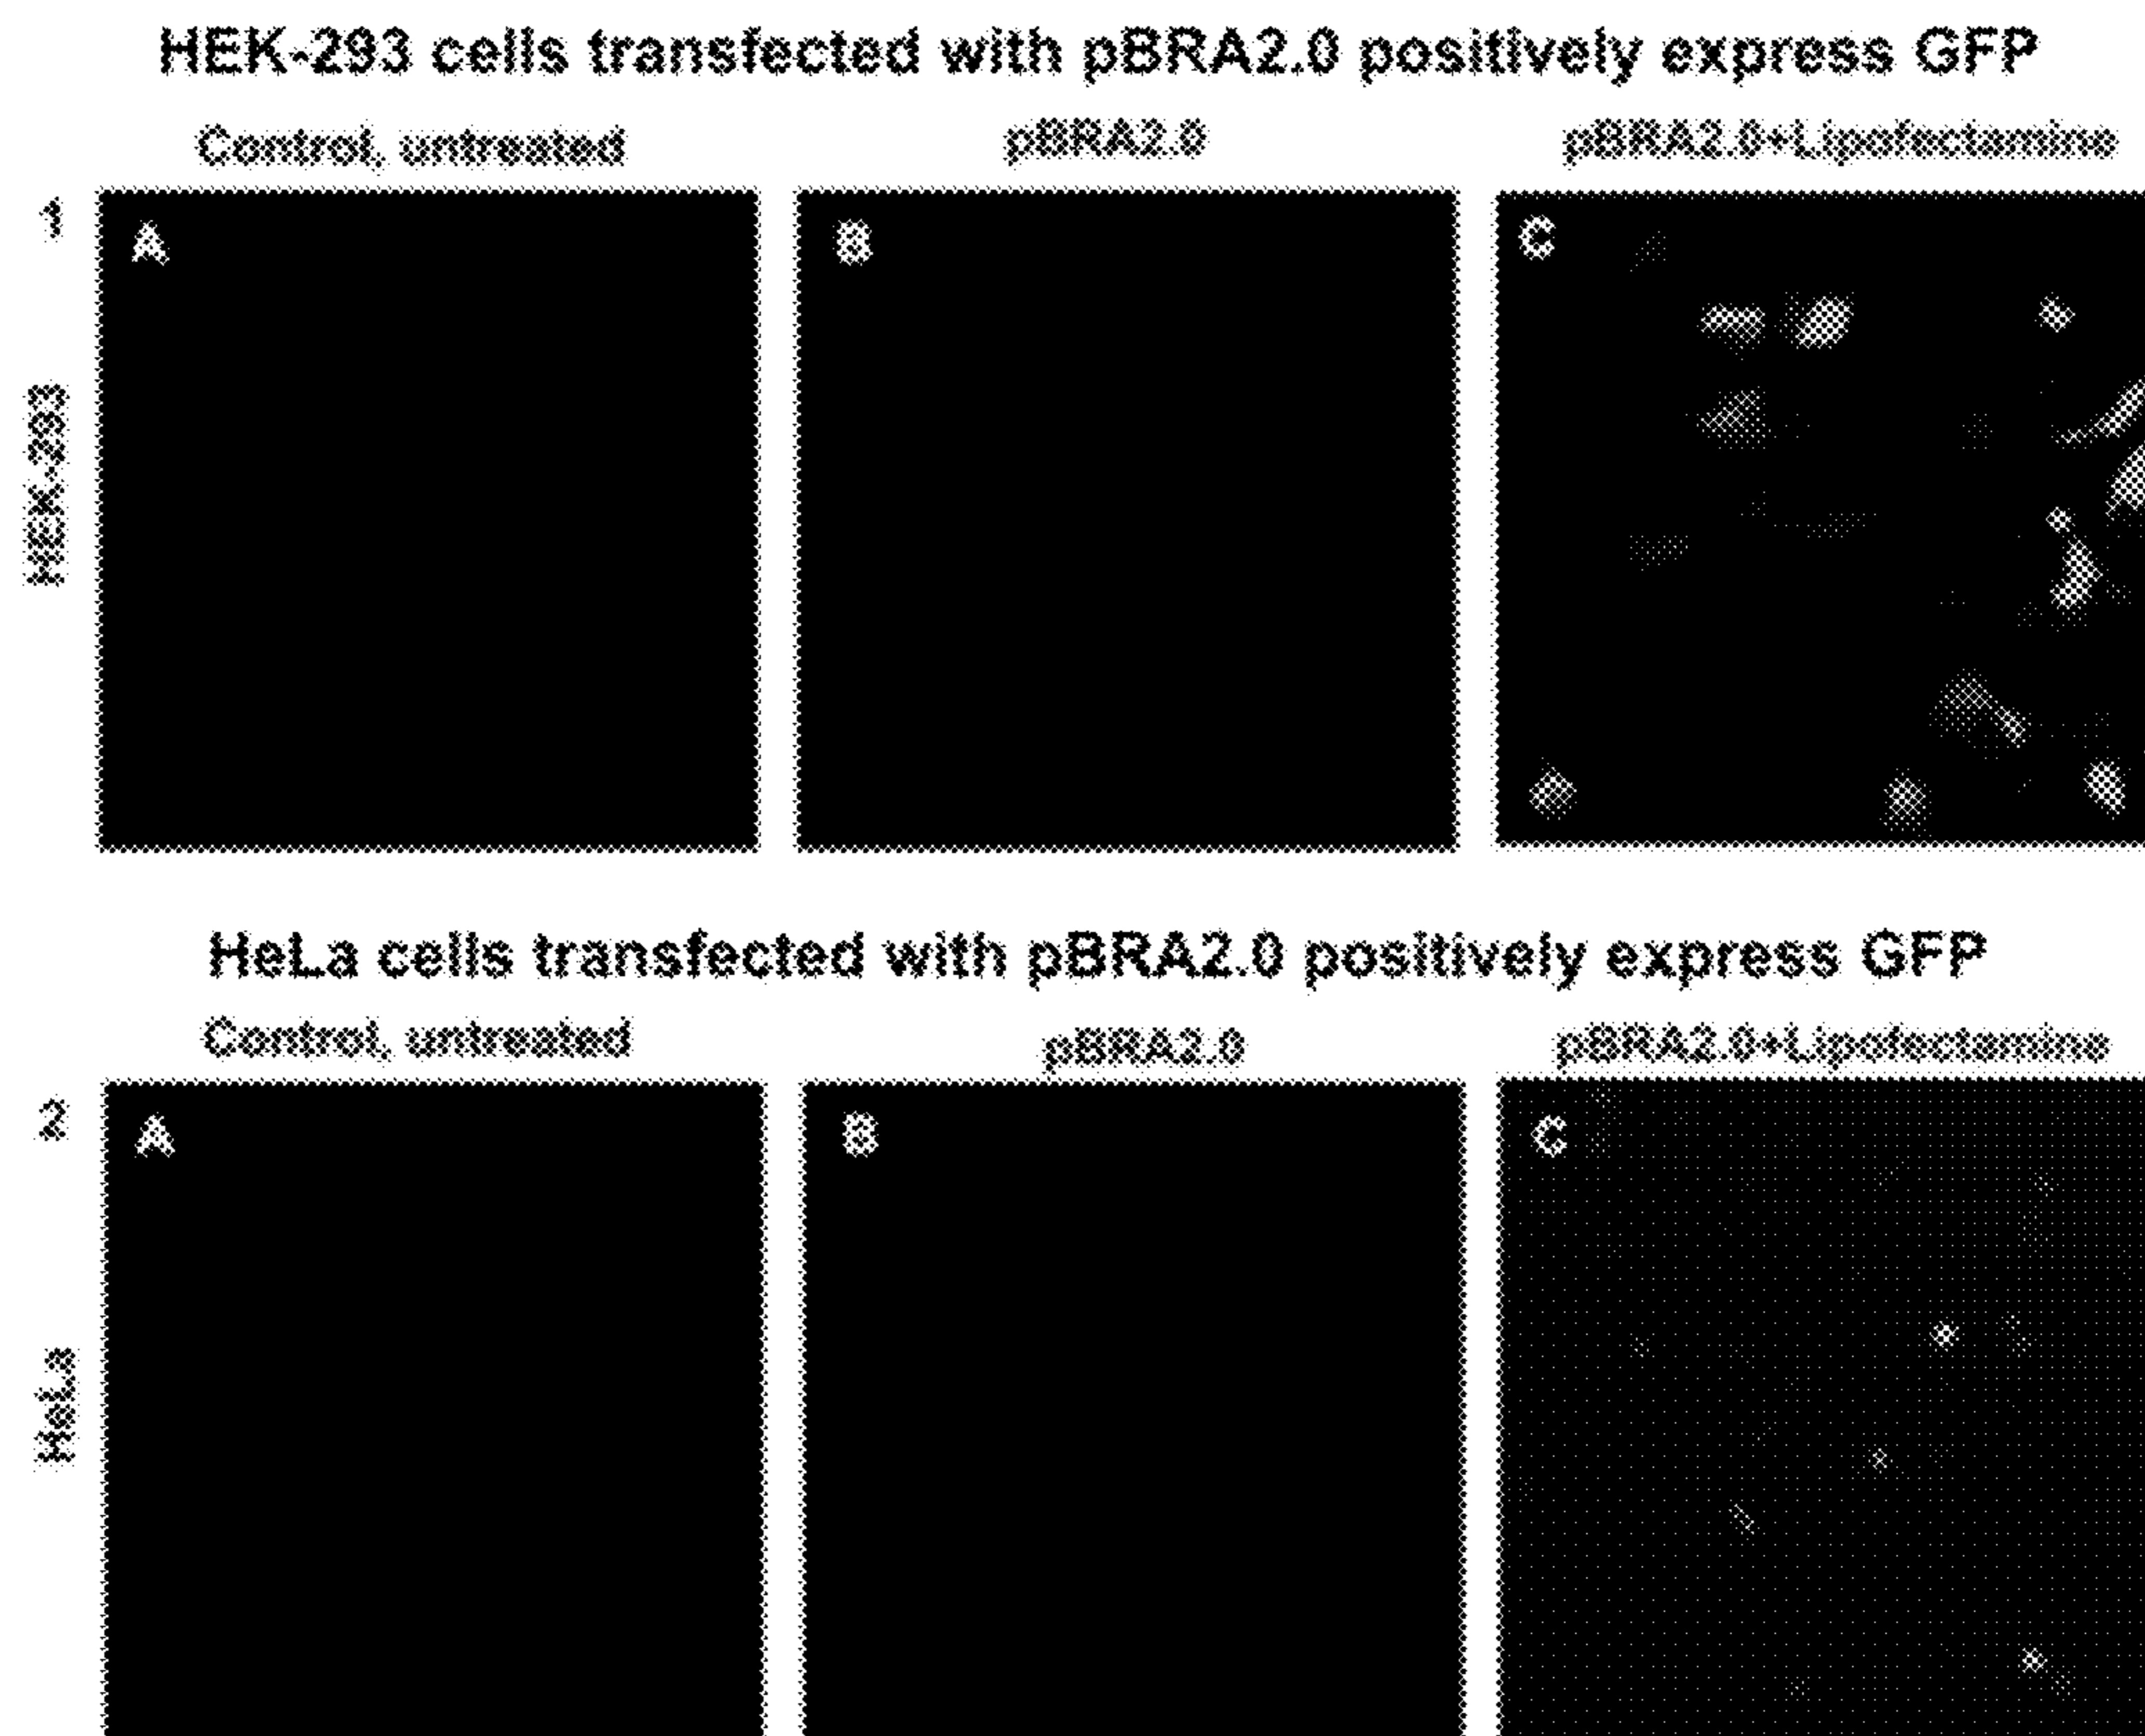 HEK-293 cells transfected with pBRA2.0 positively express GFP
Control, untreated
pBRA2.0
pBRA2.0+Lipofectamine
1
A
B
C
HEK-293
HeLa cells transfected with pBRA2.0 positively express GFP
Control, untreated
pBRA2.0
pBRA2.0+Lipofectamine
2
A
B
C
HeLa